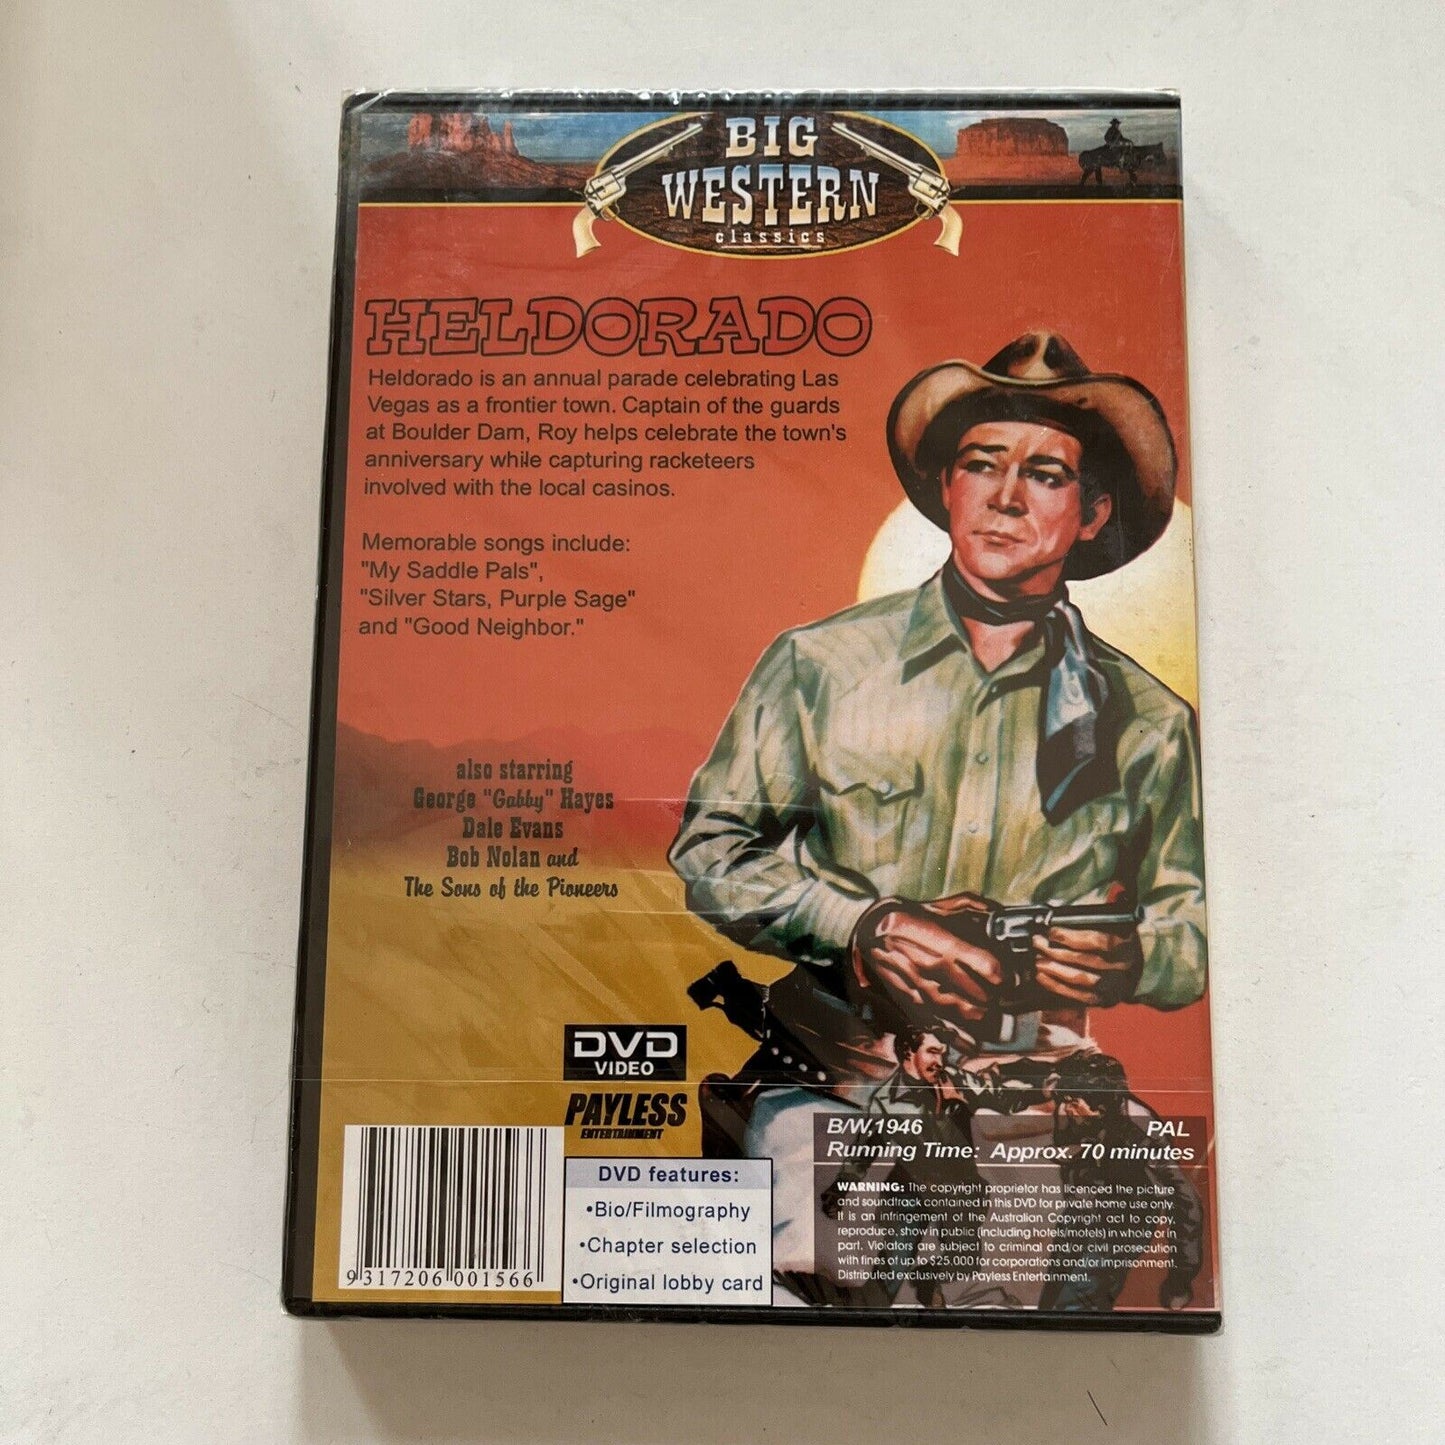 BIG
WESTERN
classics
HELDORADO
Heldorado is an annual parade celebrating Las
Vegas as a frontier town. Captain of the guards
at Boulder Dam, Roy helps celebrate the town's
anniversary while capturing racketeers
involved with the local casinos.
Memorable songs include:
"My Saddle Pals",
"Silver Stars, Purple Sage"
and "Good Neighbor."
also starring
George "Gabby" Hayes
Dale Evans
Bob Nolan and
The Sons of the Pioneers
DVD
VIDEO
PAYLESS
ENTERTAINMENT
DVD features:
•Bio/Filmography
•Chapter selection
•Original lobby card
9 317206 001566
B/W,1946 PAL
Running Time: Approx. 70 minutes
WARNING: The copyright proprietor has licenced the picture
and soundtrack contained in this DVD for private home use only.
It is an infringement of the Australian Copyright act to copy,
reproduce, show in public (including hotels/motels) in whole or in
part. Violators are subject to criminal and/or civil prosecution
with fines of up to $25,000 for corporations and/or imprisonment.
Distributed exclusively by Payless Entertainment.